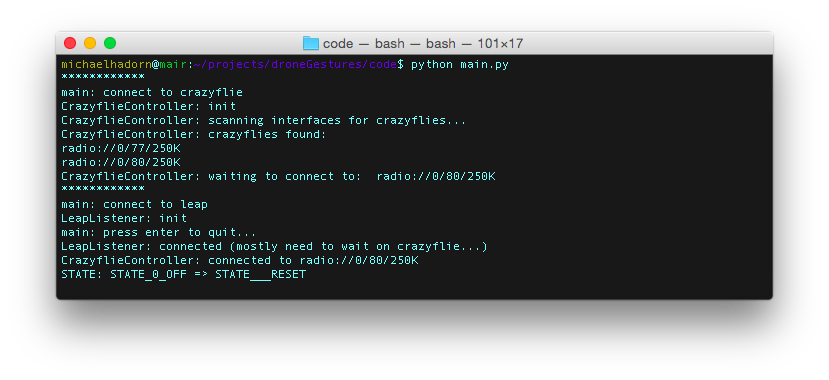 code — bash — bash — 101×17
michaelhadorn@mair:~/projects/droneGestures/code$ python main.py
************
main: connect to crazyflie
CrazyflieController: init
CrazyflieController: scanning interfaces for crazyflies...
CrazyflieController: crazyflies found:
radio://0/77/250K
radio://0/80/250K
CrazyflieController: waiting to connect to:  radio://0/80/250K
************
main: connect to leap
LeapListener: init
main: press enter to quit...
LeapListener: connected (mostly need to wait on crazyflie...)
CrazyflieController: connected to radio://0/80/250K
STATE: STATE_0_OFF => STATE___RESET